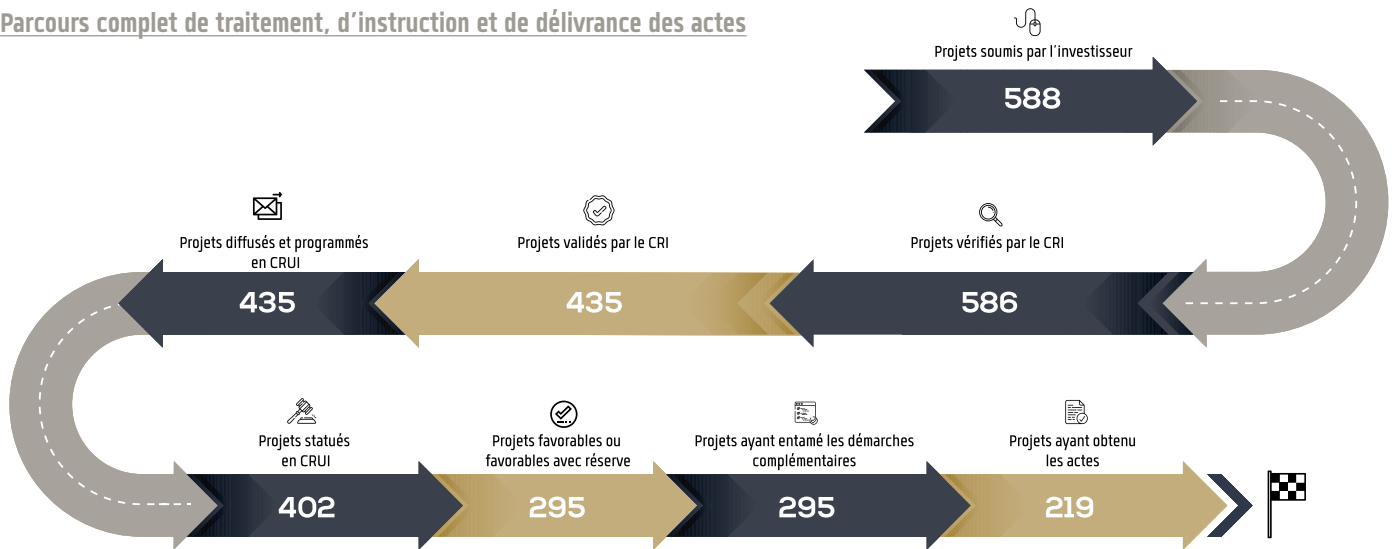 Parcours complet de traitement, d’instruction et de délivrance des actes
Projets soumis par l’investisseur
588
Projets vérifiés par le CRI
586
Projets validés par le CRI
435
Projets diffusés et programmés
en CRUI
435
Projets statués
en CRUI
402
Projets favorables ou
favorables avec réserve
295
Projets ayant entamé les démarches
complémentaires
295
Projets ayant obtenu
les actes
219